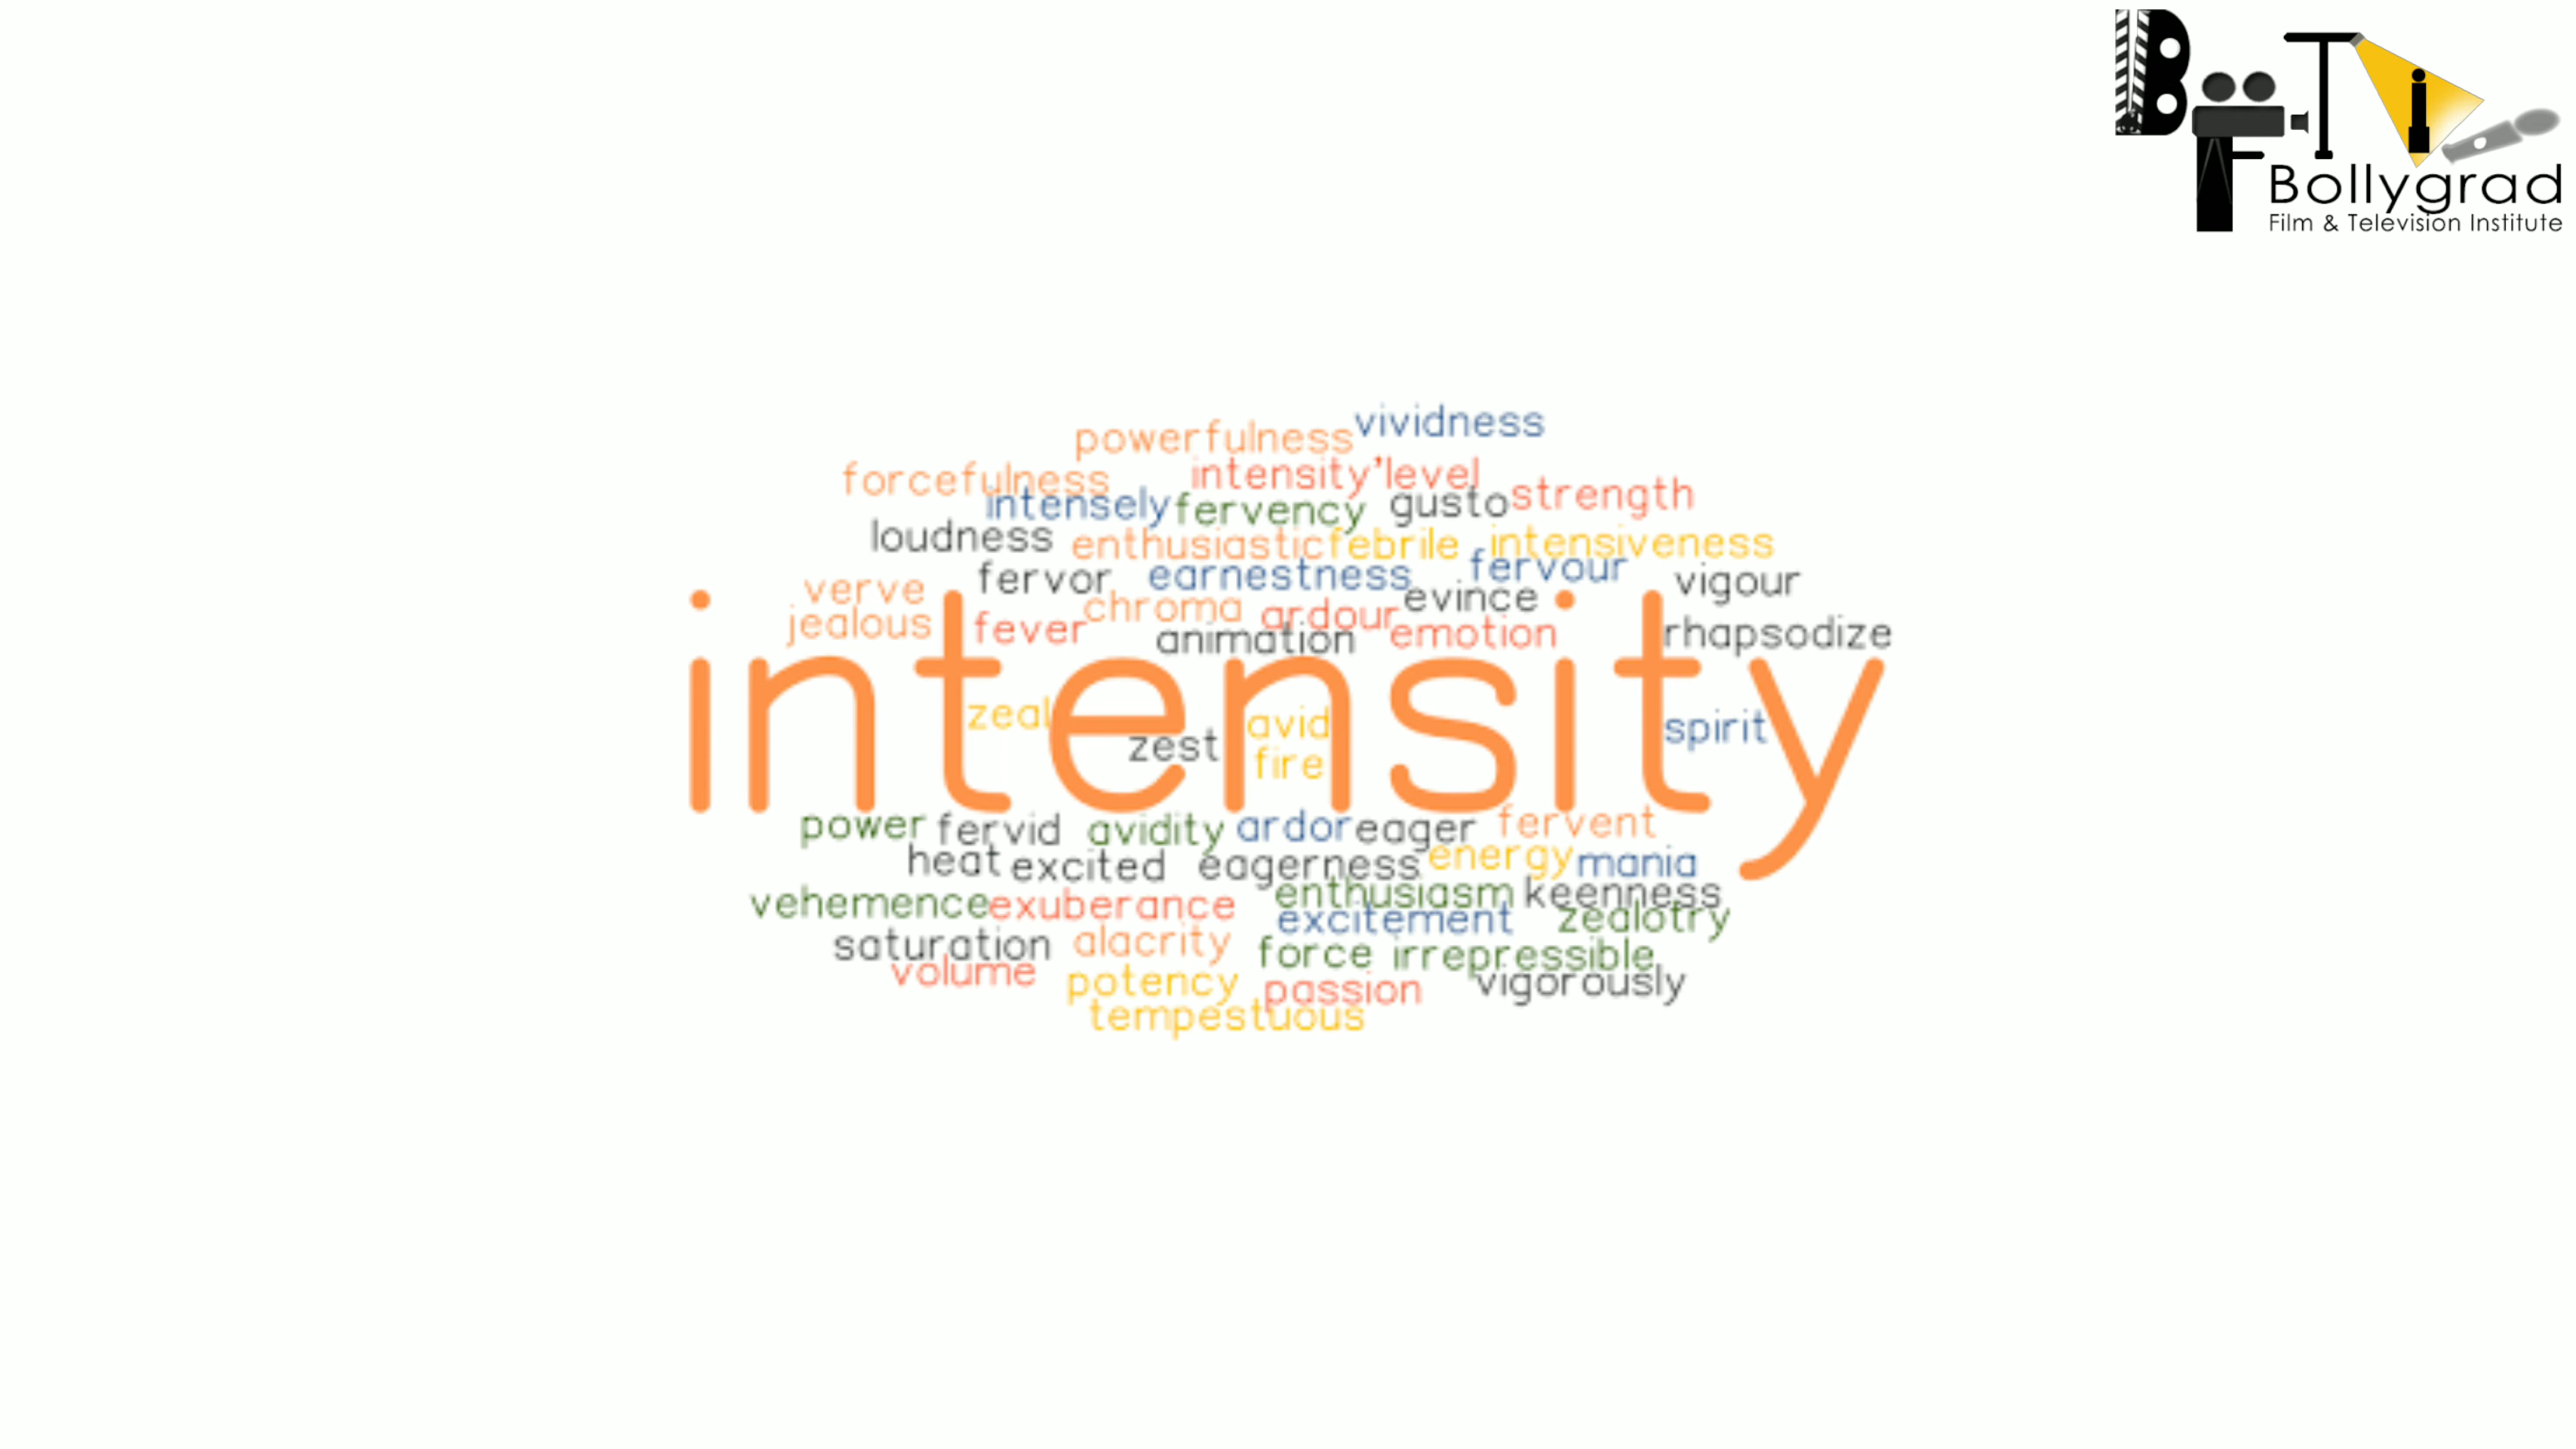 BFTi
Bollygrad
Film & Television Institute
powerfulness vividness
forcefulness intensity'level
intensely fervency gusto strength
loudness enthusiastic febrile intensiveness
verve fervor earnestness fervour vigour
jealous fever chroma ardour evince
animation emotion rhapsodize
intensity
zeal zest avid spirit
fire
power fervid avidity ardor eager fervent
heat excited eagerness energy mania
vehemence exuberance enthusiasm keenness
excitement zealotry
saturation alacrity force irrepressible
volume potency passion vigorously
tempestuous